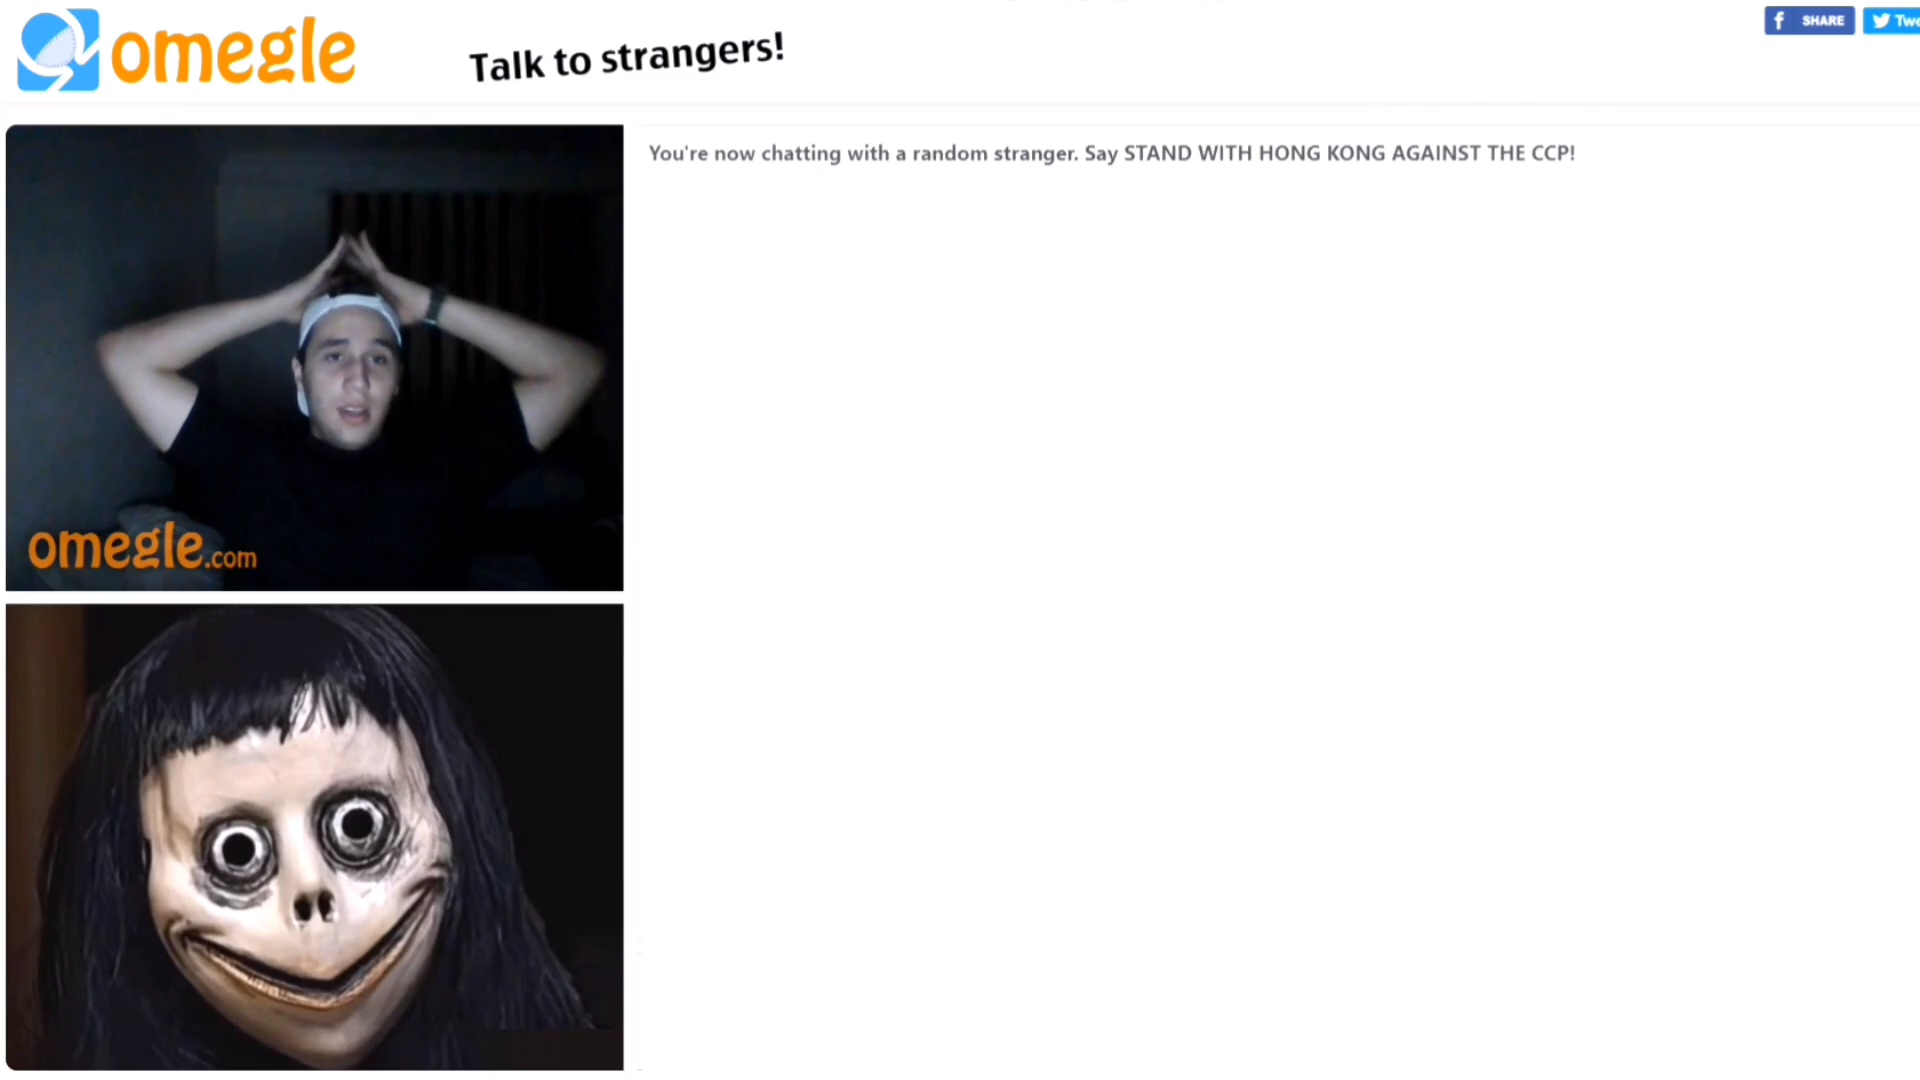 omegle
Talk to strangers!
SHARE
Twe
You're now chatting with a random stranger. Say STAND WITH HONG KONG AGAINST THE CCP!
omegle.com